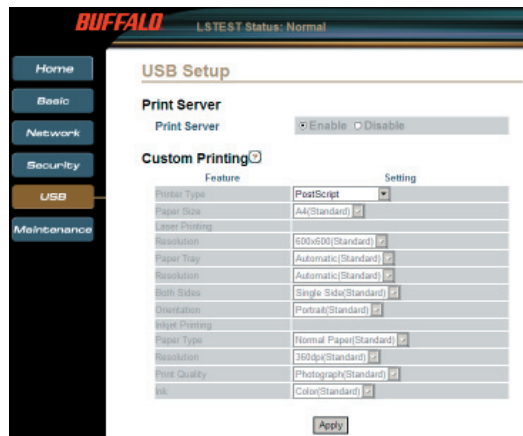 BUFFALO LSTEST Status: Normal
Home
Basic
Network
Security
USB
Maintenance
USB Setup
Print Server
Print Server Enable Disable
Custom Printing?
Feature Setting
Printer Type PostScript
Paper Size A4(Standard)
Laser Printing
Resolution 600x600(Standard)
Paper Tray Automatic(Standard)
Resolution Automatic(Standard)
Both Sides Single Side(Standard)
Orientation Portrait(Standard)
Inkjet Printing
Paper Type Normal Paper(Standard)
Resolution 360dpi(Standard)
Print Quality Photograph(Standard)
Ink Color(Standard)
Apply